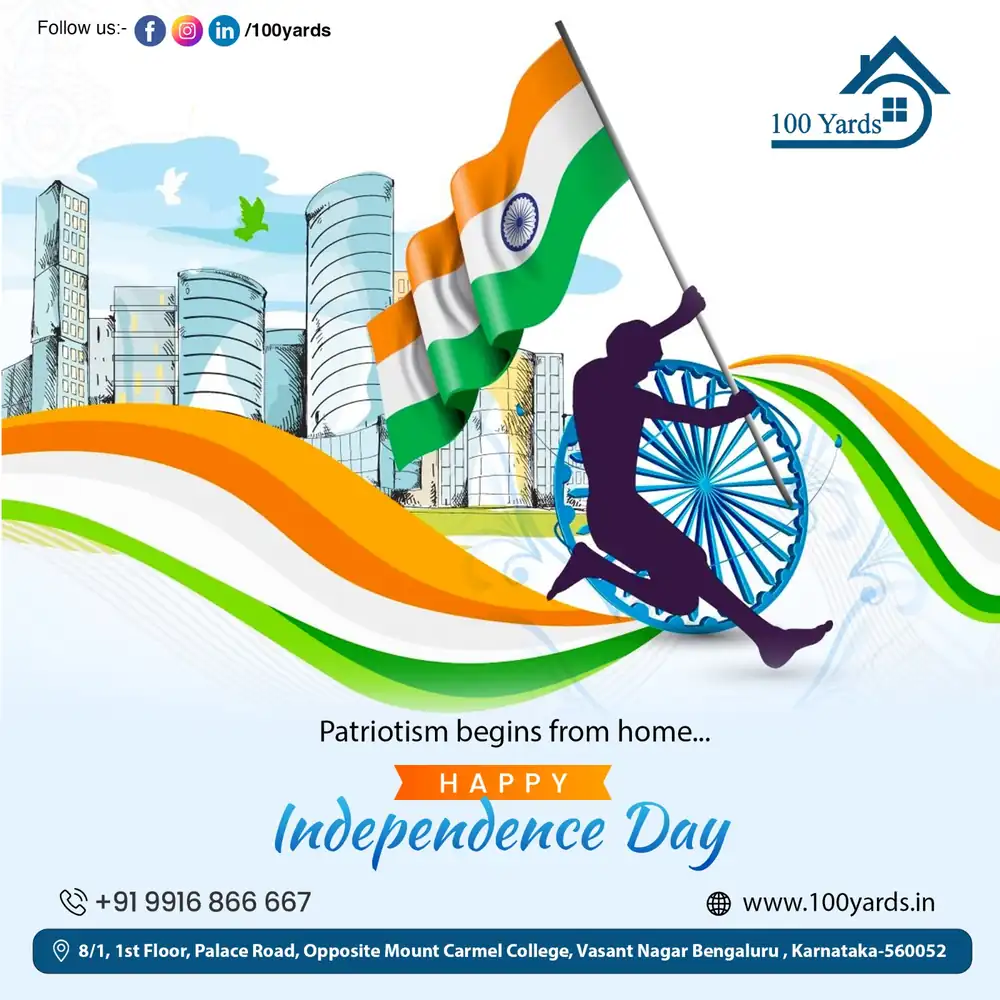 Follow us:- /100yards
100 Yards
Patriotism begins from home...
HAPPY
Independence Day
+91 9916 866 667
www.100yards.in
8/1, 1st Floor, Palace Road, Opposite Mount Carmel College, Vasant Nagar Bengaluru , Karnataka-560052